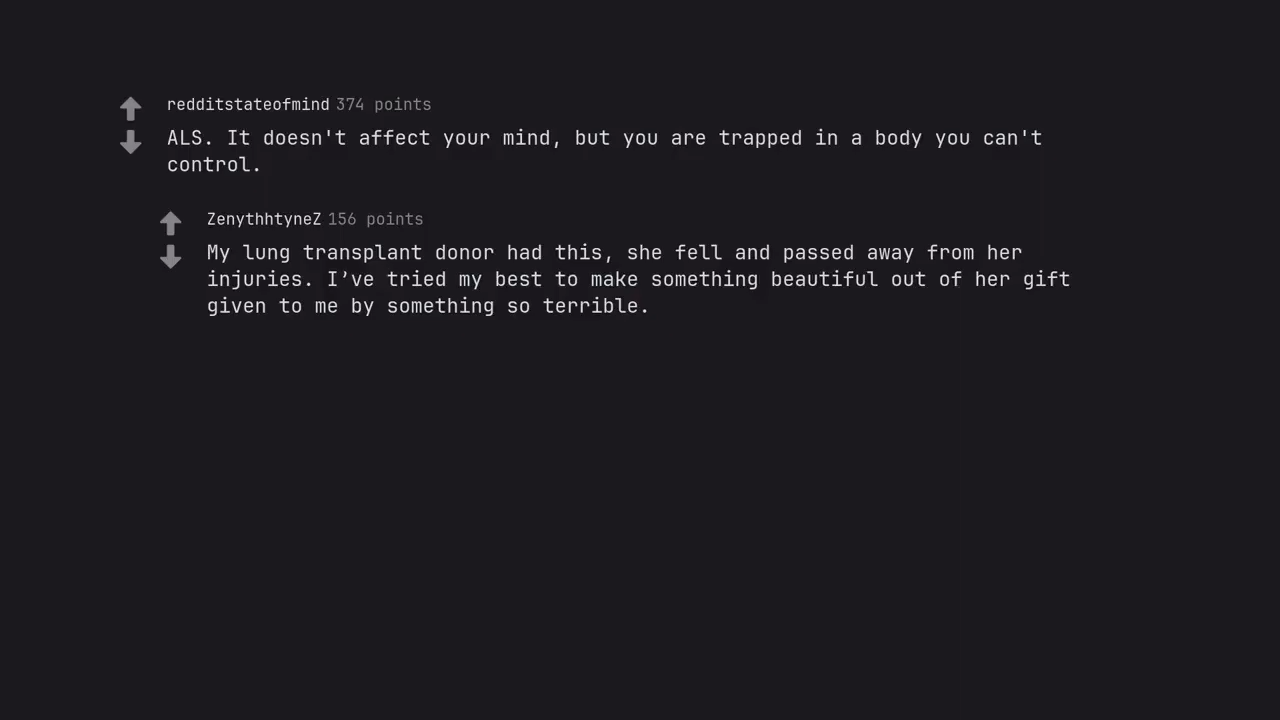 redditstateofmind 374 points
ALS. It doesn't affect your mind, but you are trapped in a body you can't
control.
ZenythhtyneZ 156 points
My lung transplant donor had this, she fell and passed away from her
injuries. I’ve tried my best to make something beautiful out of her gift
given to me by something so terrible.